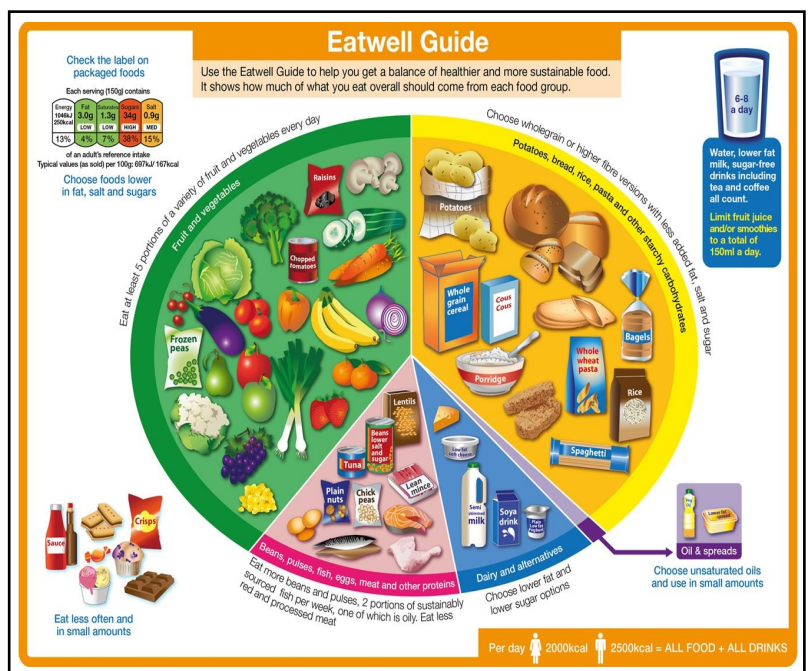 Eatwell Guide
Use the Eatwell Guide to help you get a balance of healthier and more sustainable food.
It shows how much of what you eat overall should come from each food group.
Check the label on
packaged foods
Each serving (150g) contains
Energy
1046kJ
250kcal
13%
Fat
3.0g
LOW
4%
Saturates
1.3g
LOW
7%
Sugars
34g
HIGH
38%
Salt
0.9g
MED
15%
of an adult's reference intake
Typical values (as sold) per 100g: 697kJ/ 167kcal
Choose foods lower
in fat, salt and sugars
6-8
a day
Water, lower fat
milk, sugar-free
drinks including
tea and coffee
all count.
Limit fruit juice
and/or smoothies
to a total of
150ml a day.
Eat at least 5 portions of a variety of fruit and vegetables every day
Fruit and vegetables
Raisins
Chopped
tomatoes
Frozen
peas
Choose wholegrain or higher fibre versions with less added fat, salt and sugar
Potatoes, bread, rice, pasta and other starchy carbohydrates
Potatoes
Whole
grain
cereal
Cous
Cous
Bagels
Porridge
Whole
wheat
pasta
Rice
Spaghetti
Lentils
Beans
lower
salt
and
sugar
Tuna
Lean
mince
Plain
nuts
Chick
peas
Beans, pulses, fish, eggs, meat and other proteins
Eat more beans and pulses, 2 portions of sustainably
sourced fish per week, one of which is oily. Eat less
red and processed meat
Low fat
soft cheese
Semi
skimmed
milk
Soya
drink
Plain
Low fat
yoghurt
Dairy and alternatives
Choose lower fat and
lower sugar options
Lower fat
spread
Oil & spreads
Choose unsaturated oils
and use in small amounts
Sauce
Crisps
Eat less often and
in small amounts
Per day 2000kcal 2500kcal = ALL FOOD + ALL DRINKS